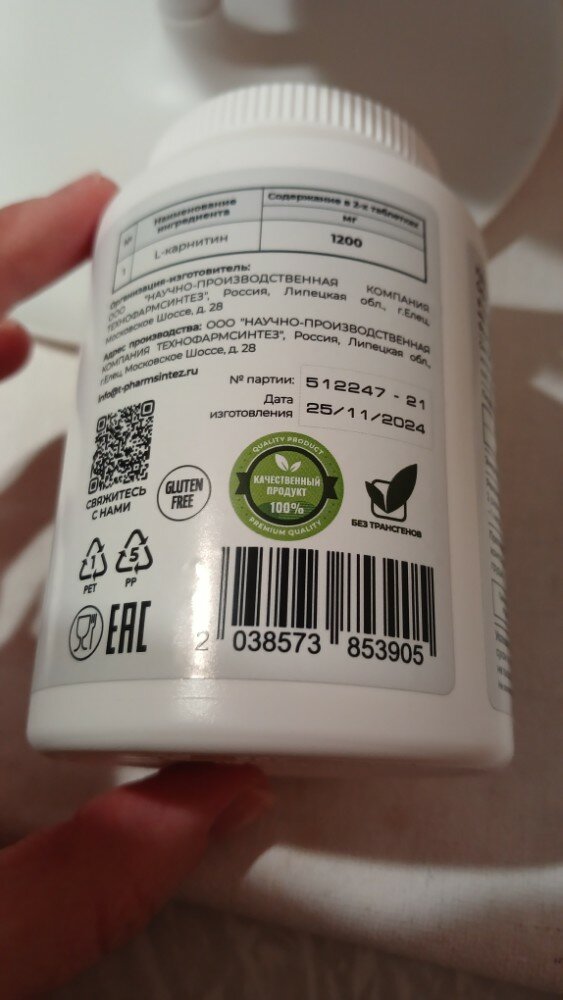 №
Наименование ингредиента
Содержание в 2-х таблетках
мг
1
L-карнитин
1200
Организация-изготовитель:
ООО "НАУЧНО-ПРОИЗВОДСТВЕННАЯ КОМПАНИЯ
ТЕХНОФАРМСИНТЕЗ", Россия, Липецкая обл., г.Елец,
Московское Шоссе, д. 28
Адрес производства: ООО "НАУЧНО-ПРОИЗВОДСТВЕННАЯ
КОМПАНИЯ ТЕХНОФАРМСИНТЕЗ", Россия, Липецкая обл.,
г.Елец, Московское Шоссе, д. 28
info@t-pharmsintez.ru
№ партии:
512247 - 21
Дата
изготовления
25/11/2024
СВЯЖИТЕСЬ
С НАМИ
GLUTEN
FREE
QUALITY PRODUCT
КАЧЕСТВЕННЫЙ
ПРОДУКТ
100%
PREMIUM QUALITY
БЕЗ ТРАНСГЕНОВ
1
PET
5
PP
EAC
2 038573 853905